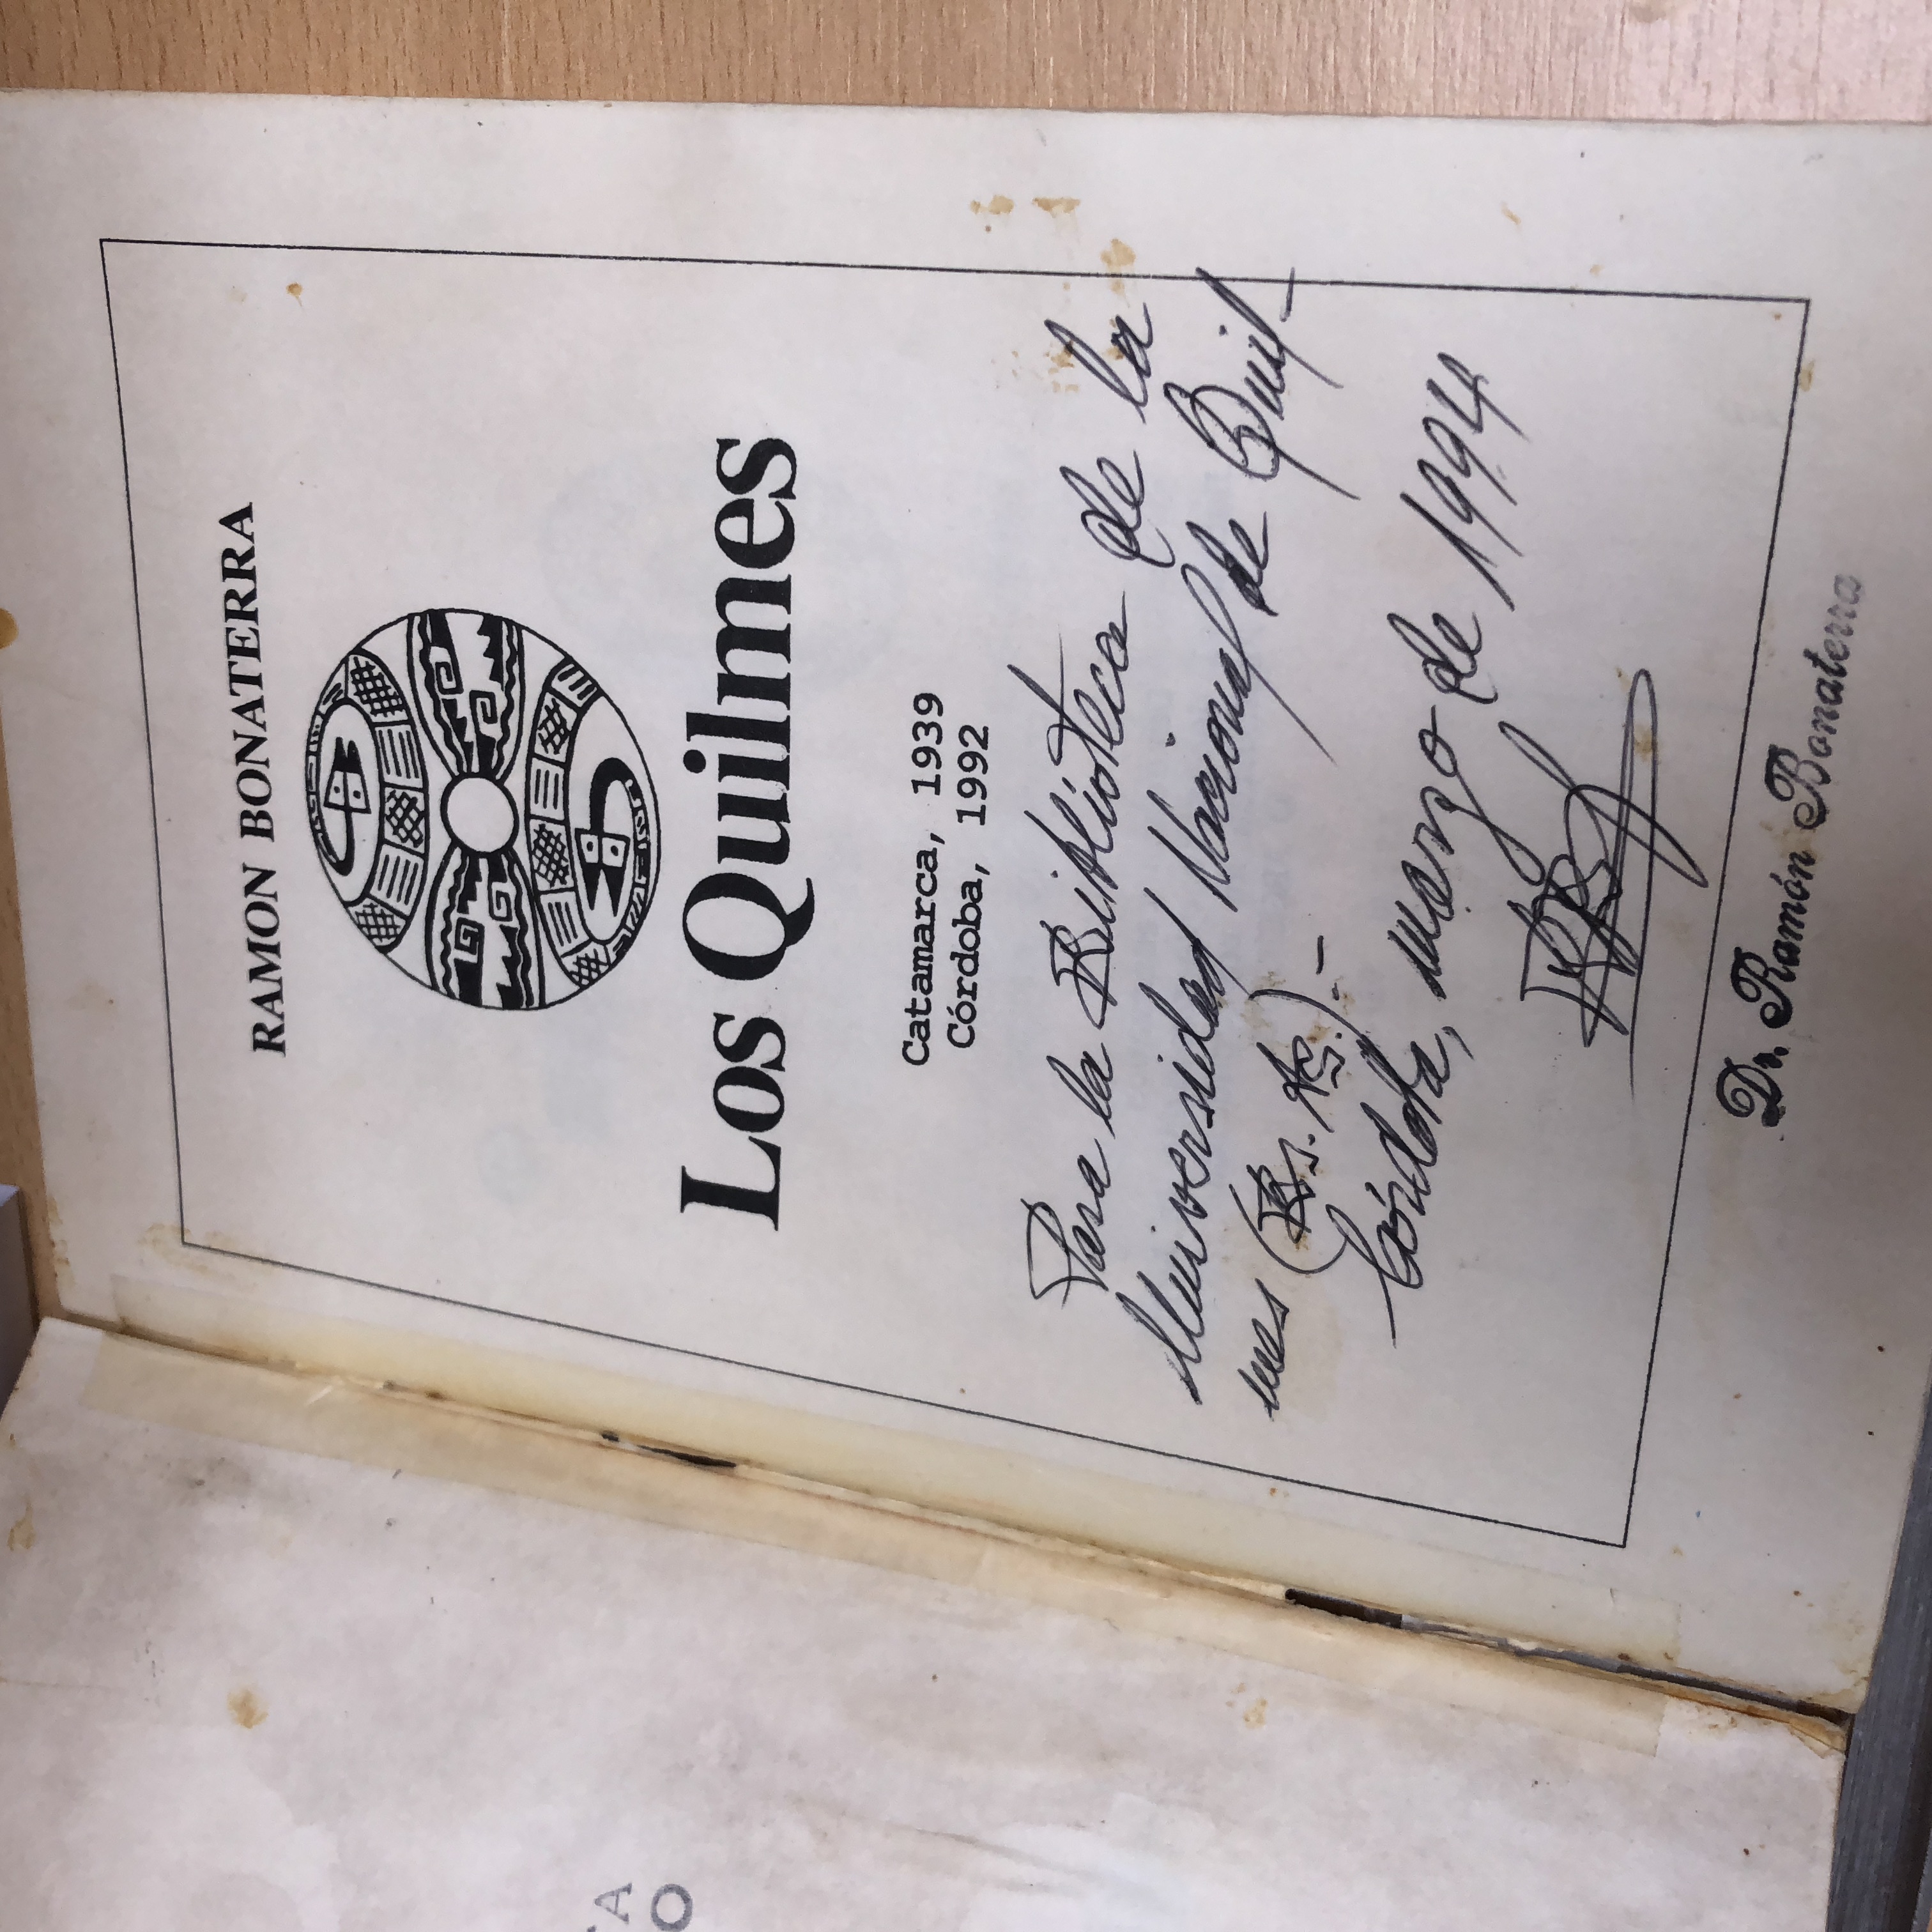 RAMON BONATERRA
Los Quilmes
Catamarca, 1939
Córdoba, 1992
Para la Biblioteca de la
Universidad Nacional de Quil-
mes (Bs. As.).-
Córdoba, marzo de 1994
Dr. Ramón Bonaterra